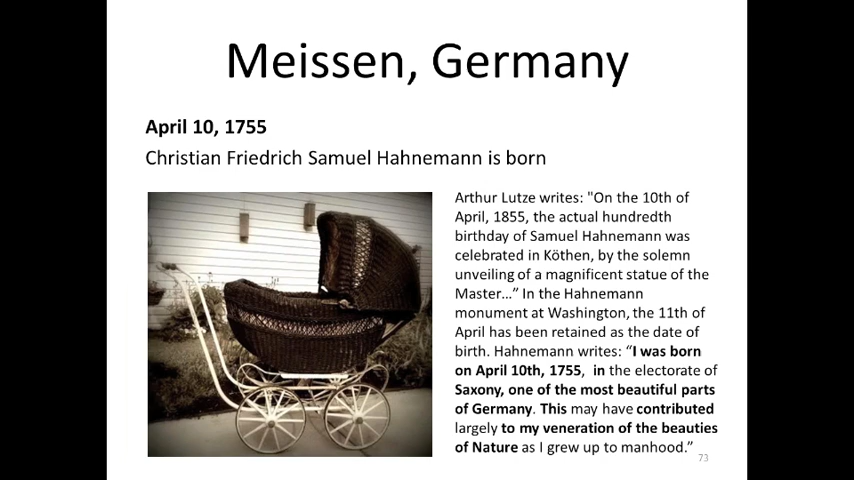 Meissen, Germany
April 10, 1755
Christian Friedrich Samuel Hahnemann is born
Arthur Lutze writes: "On the 10th of
April, 1855, the actual hundredth
birthday of Samuel Hahnemann was
celebrated in Köthen, by the solemn
unveiling of a magnificent statue of the
Master…” In the Hahnemann
monument at Washington, the 11th of
April has been retained as the date of
birth. Hahnemann writes: “I was born
on April 10th, 1755, in the electorate of
Saxony, one of the most beautiful parts
of Germany. This may have contributed
largely to my veneration of the beauties
of Nature as I grew up to manhood.”
73